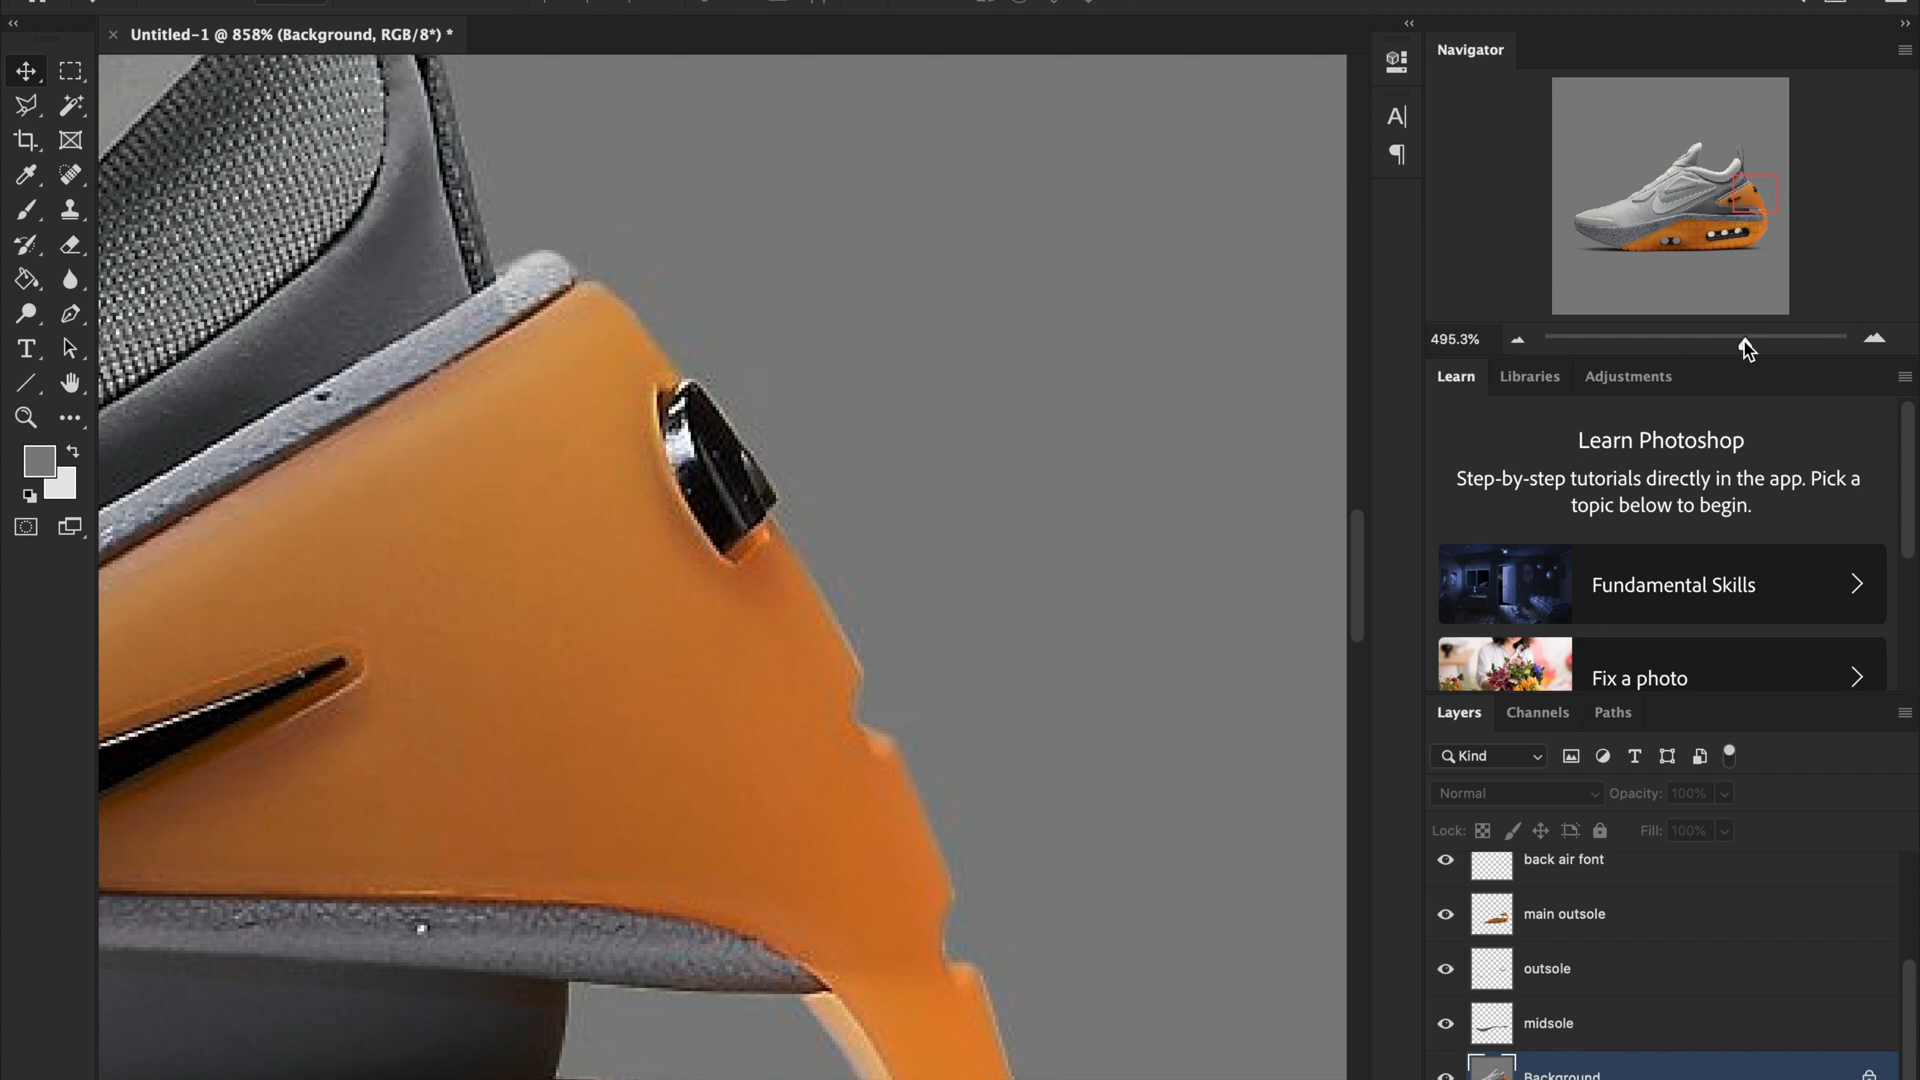 Untitled-1 @ 858% (Background, RGB/8*) *
Navigator
495.3%
Learn Libraries Adjustments
Learn Photoshop
Step-by-step tutorials directly in the app. Pick a
topic below to begin.
Fundamental Skills
Fix a photo
Layers Channels Paths
Kind
Normal Opacity: 100%
Lock: Fill: 100%
back air font
main outsole
outsole
midsole
Background